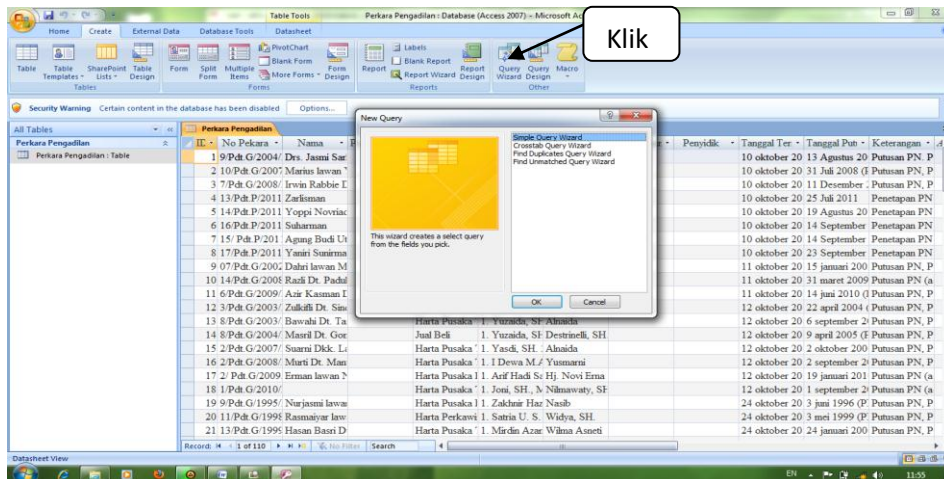 Table Tools Perkara Pengadilan : Database (Access 2007) - Microsoft Ac
Klik
Home Create External Data Database Tools Datasheet
Table Table Templates SharePoint Lists Table Design
Tables
Form Split Form Multiple Items PivotChart Blank Form More Forms Form Design
Forms
Report Labels Blank Report Report Wizard Report Design
Reports
Query Wizard Query Design Macro
Other
Security Warning Certain content in the database has been disabled Options...
All Tables
Perkara Pengadilan
Perkara Pengadilan : Table
Perkara Pengadilan
No Pekara Nama Penyidik Tanggal Ter Tanggal Put Keterangan
1 9/Pdt.G/2004/ Drs. Jasmi Sar 10 oktober 20 13 Agustus 20 Putusan PN. P
2 10/Pdt.G/2007 Marius lawan 10 oktober 20 31 Juli 2008 ( Putusan PN, P
3 7/Pdt.G/2008/ Irwin Rabbie 10 oktober 20 11 Desember Putusan PN, P
4 13/Pdt.P/2011 Zarlisman 10 oktober 20 25 Juli 2011 Penetapan PN
5 14/Pdt.P/2011 Yoppi Novriac 10 oktober 20 19 Agustus 20 Penetapan PN
6 16/Pdt.P/2011 Suharman 10 oktober 20 14 September Penetapan PN
7 15/ Pdt.P/201 Agung Budi Ut 10 oktober 20 14 September Penetapan PN
8 17/Pdt.P/2011 Yaniri Sunirma 10 oktober 20 23 September Penetapan PN
9 07/Pdt.G/2002 Dahri lawan M 11 oktober 20 15 januari 200 Putusan PN, P
10 14/Pdt.G/2008 Razli Dt. Padul 11 oktober 20 31 maret 2009 Putusan PN (a
11 6/Pdt.G/2009/ Azir Kasman 11 oktober 20 14 juni 2010 ( Putusan PN, P
12 3/Pdt.G/2003/ Zulkifli Dt. Sin 12 oktober 20 22 april 2004 ( Putusan PN, P
13 8/Pdt.G/2003/ Bawahi Dt. Ta Harta Pusaka 1. Yuzaida, SH Alnaida 12 oktober 20 6 september 2 Putusan PN, P
14 8/Pdt.G/2004/ Masril Dt. Gor Jual Beli 1. Yuzaida, SH Destrinelli, SH. 12 oktober 20 9 april 2005 ( Putusan PN, P
15 2/Pdt.G/2007/ Suarni Dkk. La Harta Pusaka 1. Yasdi, SH. Alnaida 12 oktober 20 2 oktober 200 Putusan PN, P
16 2/Pdt.G/2008/ Murti Dt. Man Harta Pusaka 1. I Dewa M.A Yusmarni 12 oktober 20 2 september 2 Putusan PN, P
17 2/ Pdt.G/2009 Erman lawan Harta Pusaka 1. Arif Hadi Sa Hj. Novi Erna 12 oktober 20 19 januari 201 Putusan PN (a
18 1/Pdt.G/2010/ Harta Pusaka 1. Joni, SH., M Nilmawaty, SH 12 oktober 20 1 september 2 Putusan PN (a
19 9/Pdt.G/1995/ Nurjasmi lawa Harta Pusaka 1. Zakhnir Haz Nasib 24 oktober 20 3 juni 1996 (P Putusan PN, P
20 11/Pdt.G/1998 Rasmaiyar law Harta Perkawi 1. Satria U. S. Widya, SH. 24 oktober 20 3 mei 1999 (P Putusan PN, P
21 13/Pdt.G/1999 Hasan Basri D Harta Pusaka 1. Mirdin Azar Wilma Asneti 24 oktober 20 24 januari 200 Putusan PN, P
New Query
Simple Query Wizard
Crosstab Query Wizard
Find Duplicates Query Wizard
Find Unmatched Query Wizard
This wizard creates a select query
from the fields you pick.
OK Cancel
Record: 1 of 110 No Filter Search
Datasheet View
EN 11:55